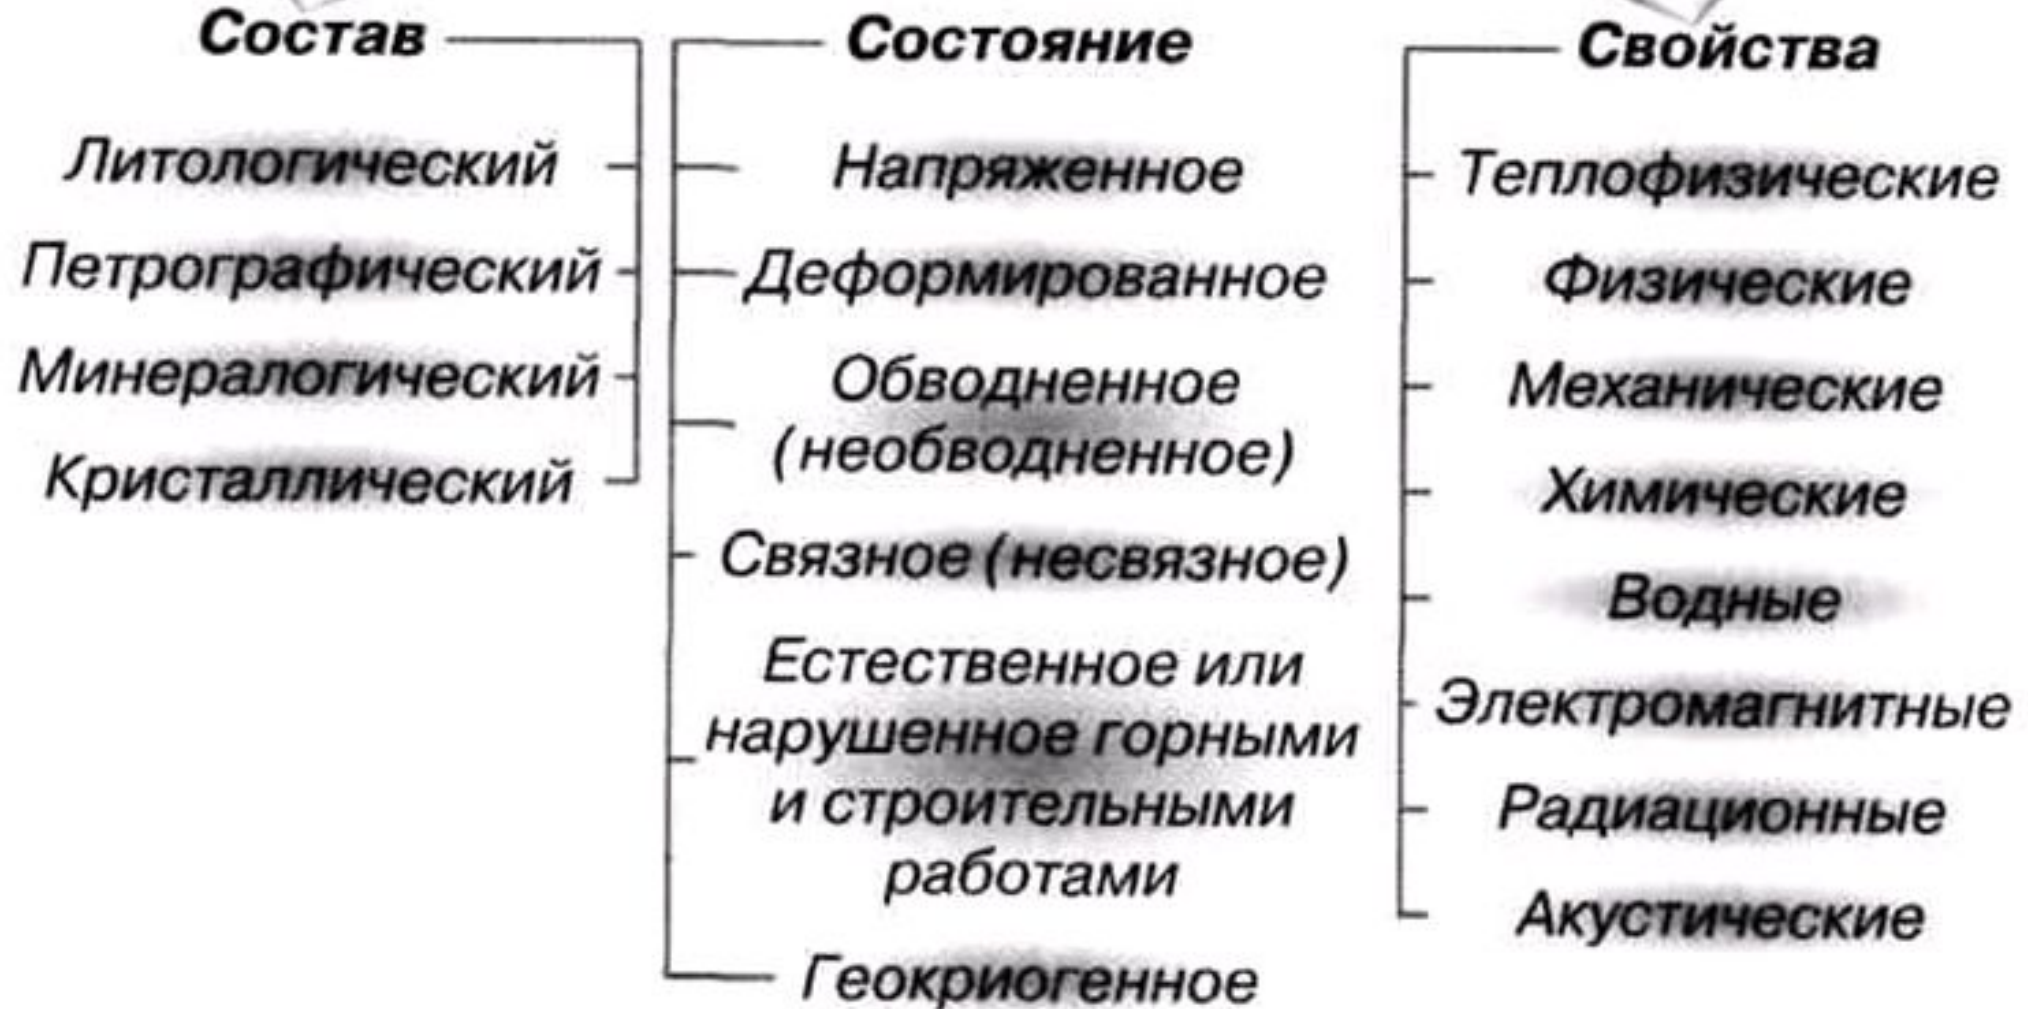 Состав
Литологический
Петрографический
Минералогический
Кристаллический
Состояние
Напряженное
Деформированное
Обводненное
(необводненное)
Связное (несвязное)
Естественное или
нарушенное горными
и строительными
работами
Геокриогенное
Свойства
Теплофизические
Физические
Механические
Химические
Водные
Электромагнитные
Радиационные
Акустические